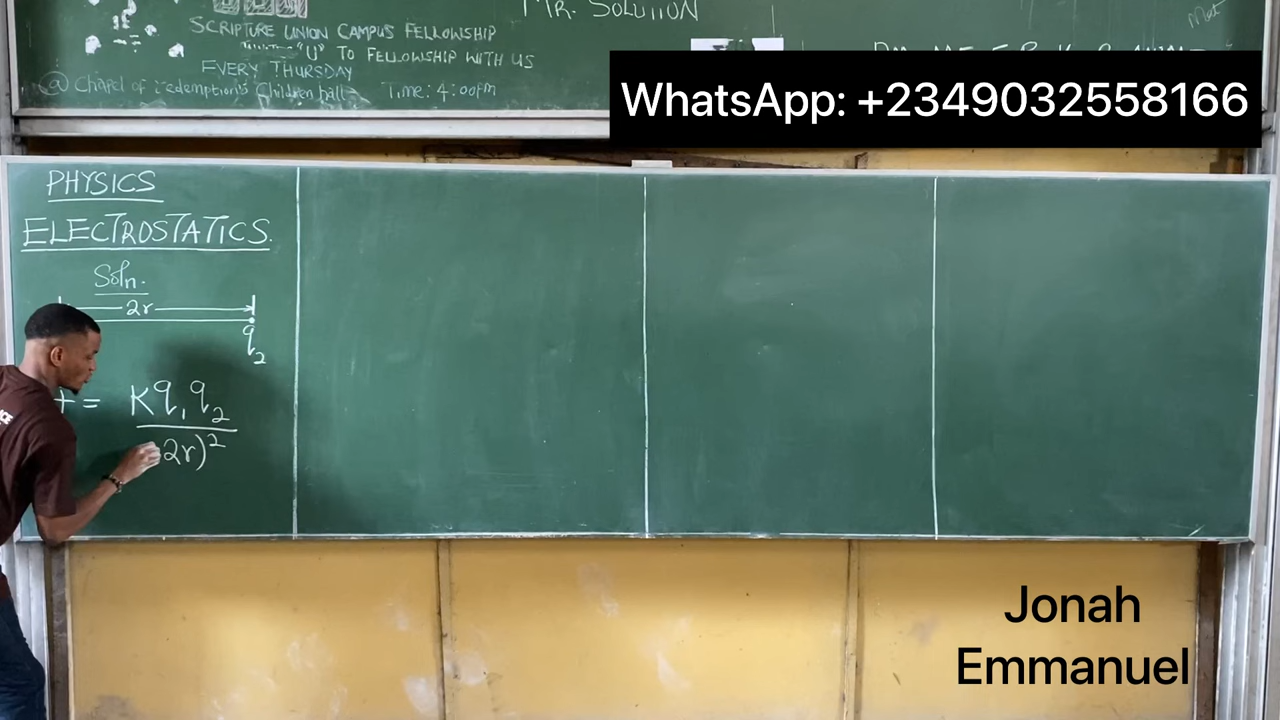 MR. SOLUTION
SCRIPTURE UNION CAMPUS FELLOWSHIP
"U" TO FELLOWSHIP WITH US
EVERY THURSDAY
@ Chapel of Redemption's Children hall Time: 4:00pm
WhatsApp: +2349032558166
PHYSICS
ELECTROSTATICS.
Soln.
2r
q2
= Kq1q2
2r)²
Jonah
Emmanuel